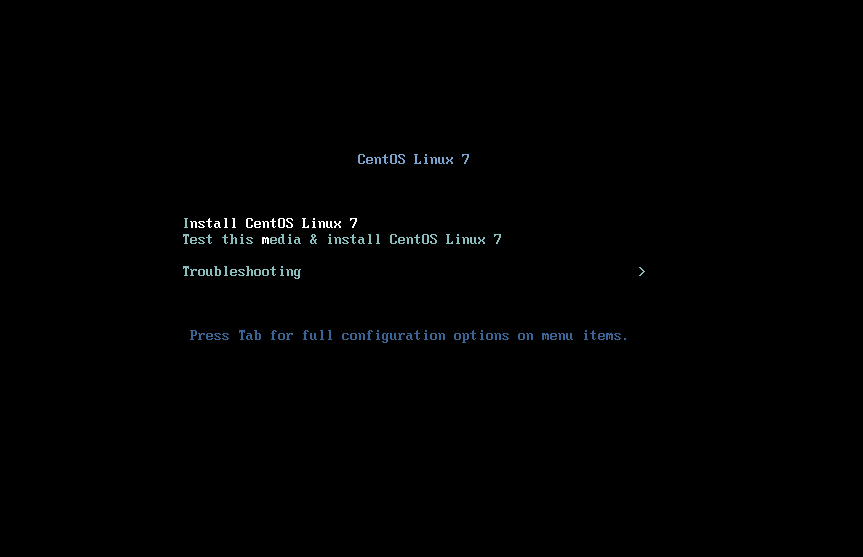 CentOS Linux 7
Install CentOS Linux 7
Test this media & install CentOS Linux 7
Troubleshooting >
Press Tab for full configuration options on menu items.